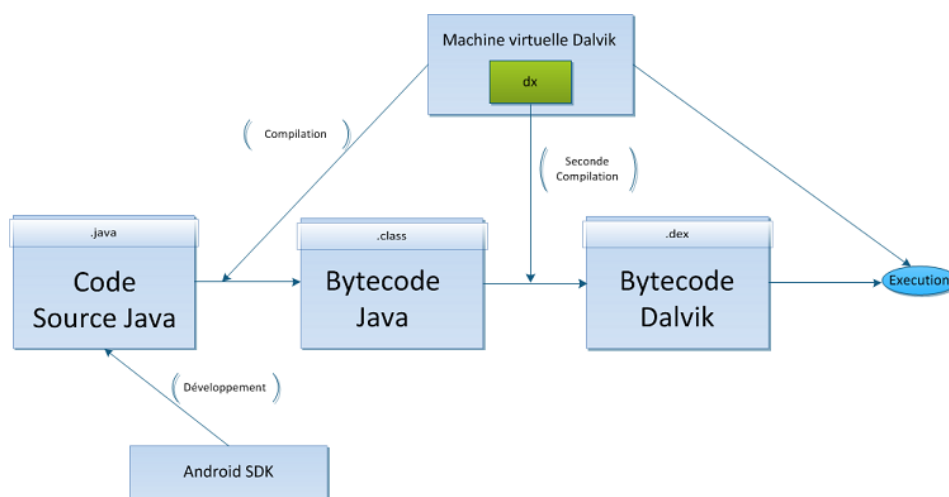 Machine virtuelle Dalvik
dx
Compilation
Seconde
Compilation
.java
Code
Source Java
.class
Bytecode
Java
.dex
Bytecode
Dalvik
Execution
Développement
Android SDK